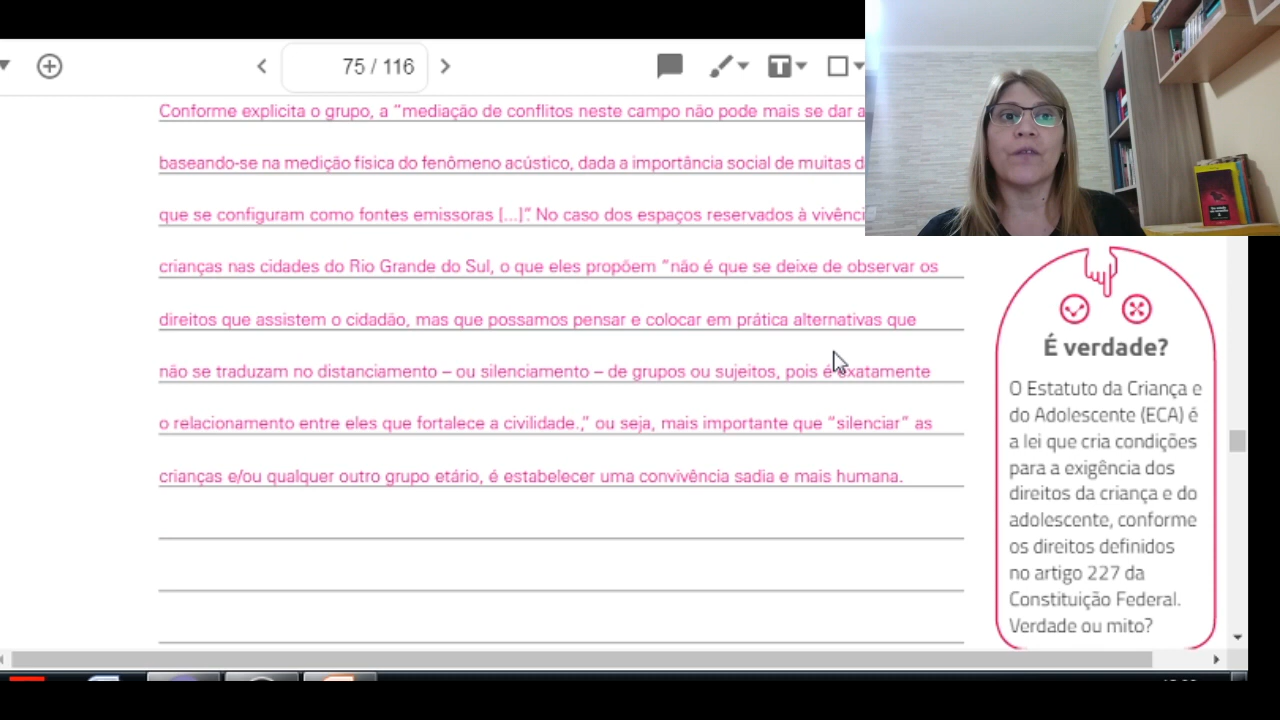 75 / 116
T
Conforme explicita o grupo, a “mediação de conflitos neste campo não pode mais se dar a
baseando-se na medição física do fenômeno acústico, dada a importância social de muitas d
que se configuram como fontes emissoras [...]”. No caso dos espaços reservados à
crianças nas cidades do Rio Grande do Sul, o que eles propõem “não é que se deixe de observar os
direitos que assistem o cidadão, mas que possamos pensar e colocar em prática alternativas que
não se traduzam no distanciamento – ou silenciamento – de grupos ou sujeitos, pois é exatamente
o relacionamento entre eles que fortalece a civilidade.,” ou seja, mais importante que “silenciar” as
crianças e/ou qualquer outro grupo etário, é estabelecer uma convivência sadia e mais humana.
É verdade?
O Estatuto da Criança e
do Adolescente (ECA) é
a lei que cria condições
para a exigência dos
direitos da criança e do
adolescente, conforme
os direitos definidos
no artigo 227 da
Constituição Federal.
Verdade ou mito?